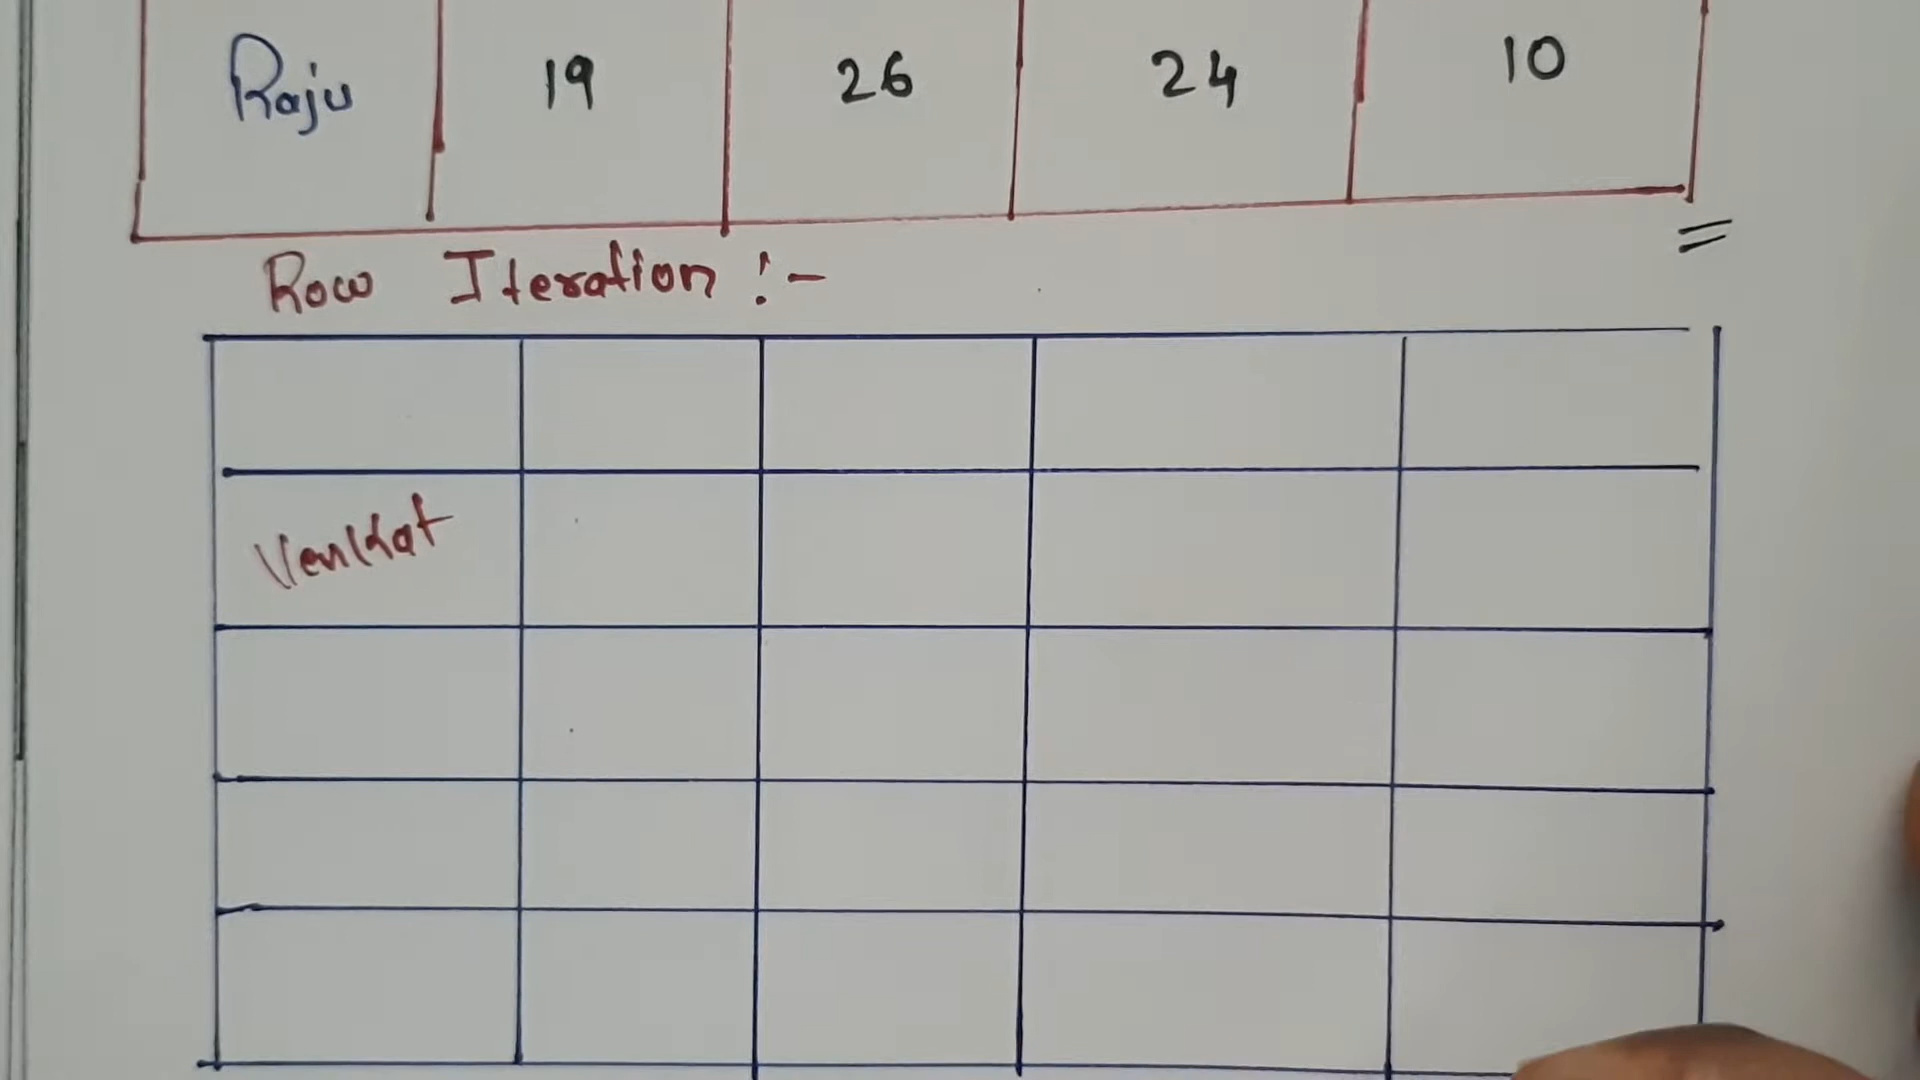 Raju 19 26 24 10
=
Row Iteration :-
Venkat